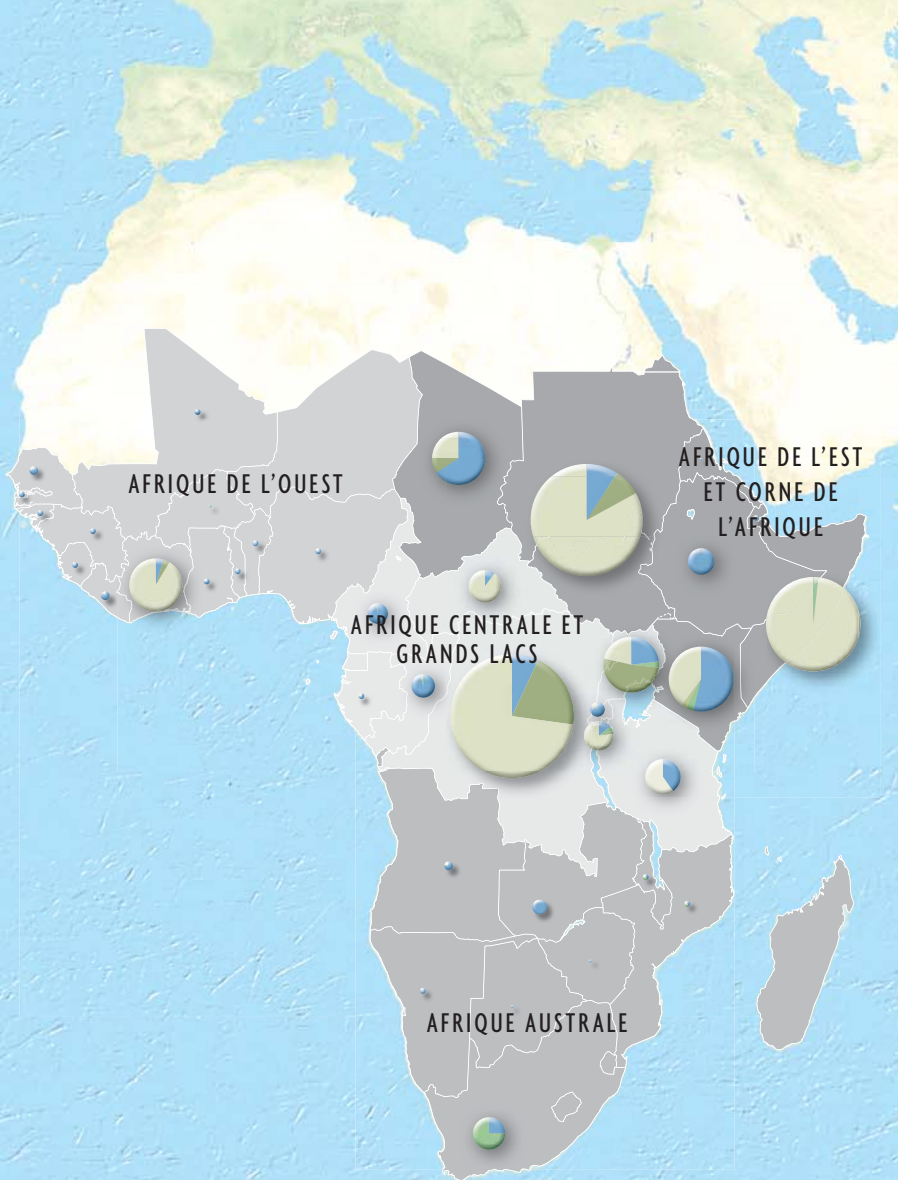 AFRIQUE DE L'OUEST
AFRIQUE DE L'EST
ET CORNE DE
L'AFRIQUE
AFRIQUE CENTRALE ET
GRANDS LACS
AFRIQUE AUSTRALE